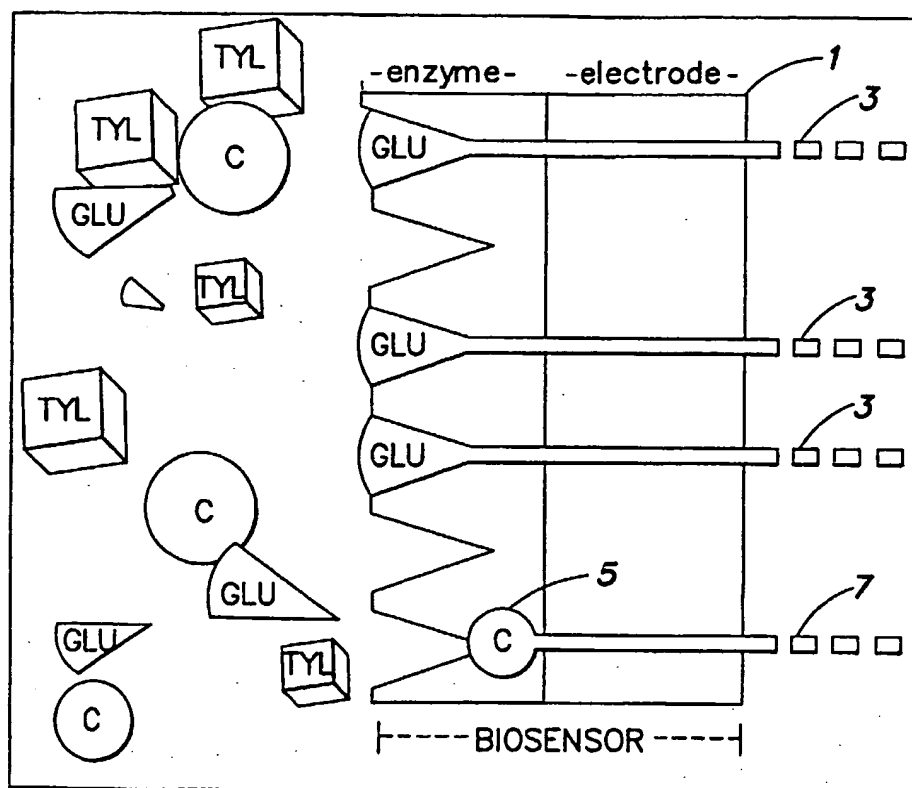 TYL
-enzyme- -electrode- 1
3
TYL
C
GLU
GLU
TYL
3
GLU
TYL
3
GLU
C
5
7
GLU
GLU
C
TYL
C
BIOSENSOR